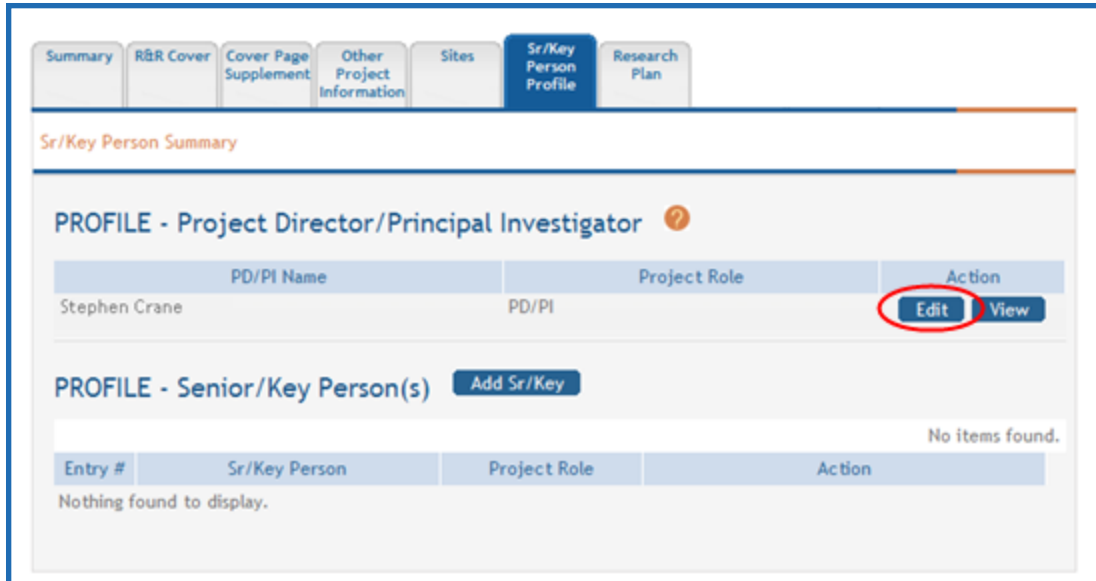 Summary
R&R Cover
Cover Page
Supplement
Other
Project
Information
Sites
Sr/Key
Person
Profile
Research
Plan
Sr/Key Person Summary
PROFILE - Project Director/Principal Investigator ?
PD/PI Name Project Role Action
Stephen Crane PD/PI Edit View
PROFILE - Senior/Key Person(s) Add Sr/Key
No items found.
Entry # Sr/Key Person Project Role Action
Nothing found to display.